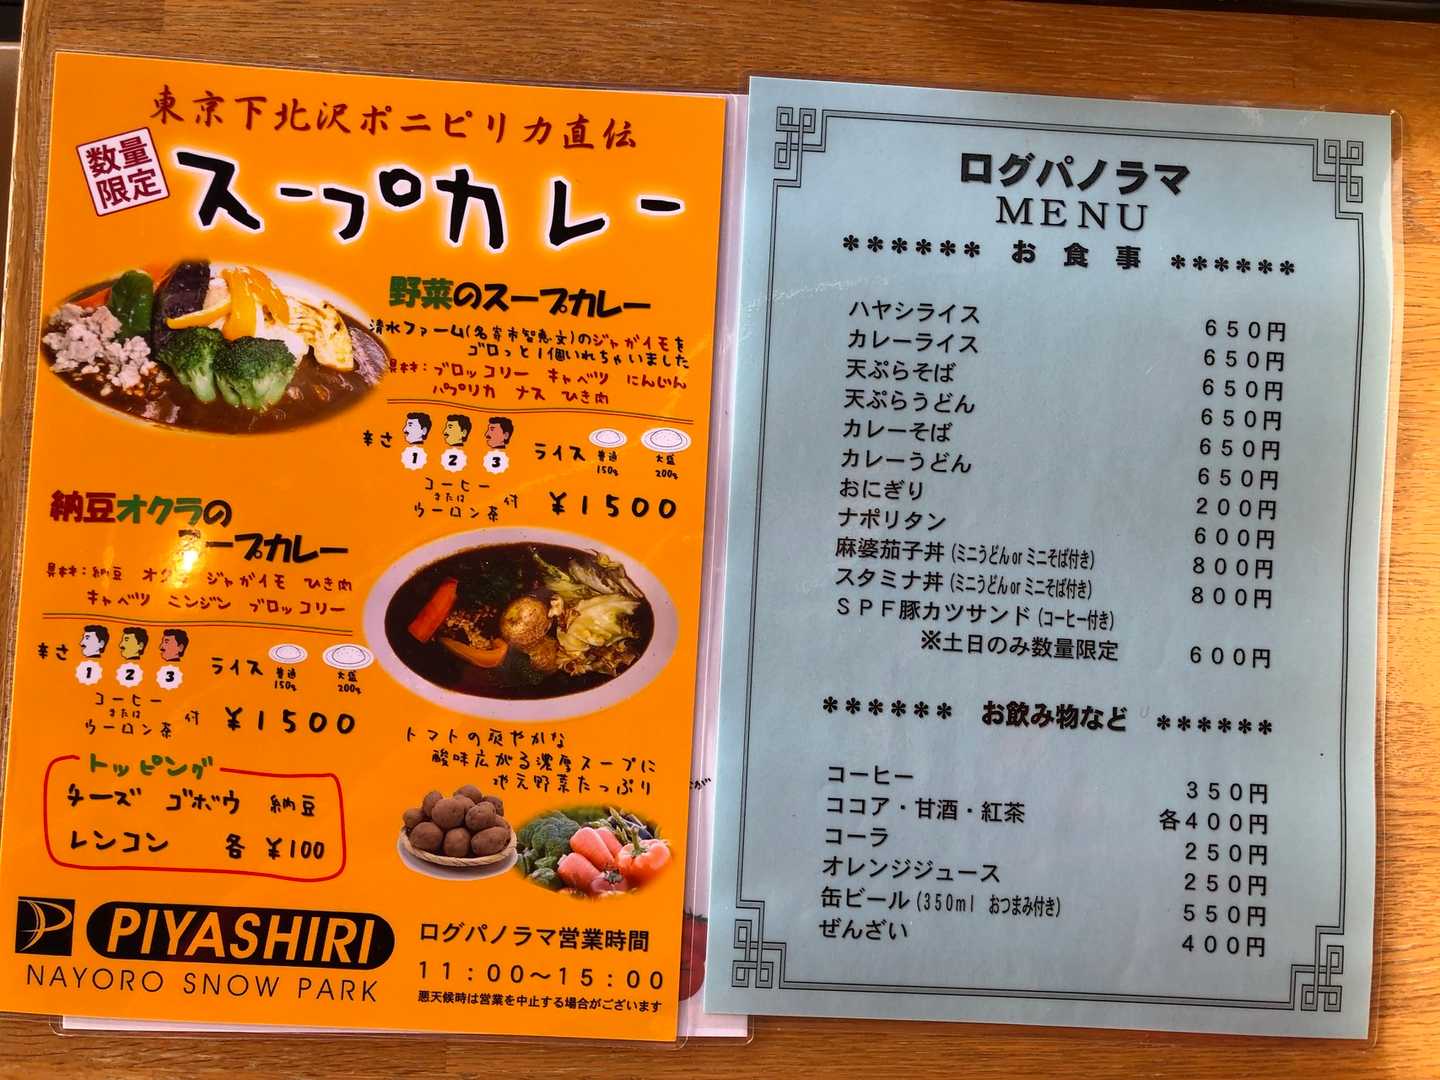 東京下北沢ポニピリカ直伝
数量
限定
スープカレー
野菜のスープカレー
清水ファーム(名寄市智恵文)のジャガイモを
ゴロっと1個いれちゃいました
具材:ブロッコリー キャベツ にんじん
パプリカ ナス ひき肉
辛さ 1 2 3 ライス 普通 150g 大盛 200g
コーヒー
または
ウーロン茶 付 ¥1500
納豆オクラの
スープカレー
具材:納豆 オクラ ジャガイモ ひき肉
キャベツ ニンジン ブロッコリー
辛さ 1 2 3 ライス 普通 150g 大盛 200g
コーヒー
または
ウーロン茶 付 ¥1500
トマトの爽やかな
酸味広がる濃厚スープに
地え野菜たっぷり
トッピング
チーズ ゴボウ 納豆
レンコン 各 ¥100
PIYASHIRI
NAYORO SNOW PARK
ログパノラマ営業時間
11:00~15:00
悪天候時は営業を中止する場合がございます
ログパノラマ
MENU
****** お食事 ******
ハヤシライス 650円
カレーライス 650円
天ぷらそば 650円
天ぷらうどん 650円
カレーそば 650円
カレーうどん 650円
おにぎり 200円
ナポリタン 600円
麻婆茄子丼(ミニうどんorミニそば付き) 800円
スタミナ丼(ミニうどんorミニそば付き) 800円
SPF豚カツサンド(コーヒー付き)
※土日のみ数量限定 600円
****** お飲み物など ******
コーヒー 350円
ココア・甘酒・紅茶 各400円
コーラ 250円
オレンジジュース 250円
缶ビール(350ml おつまみ付き) 550円
ぜんざい 400円